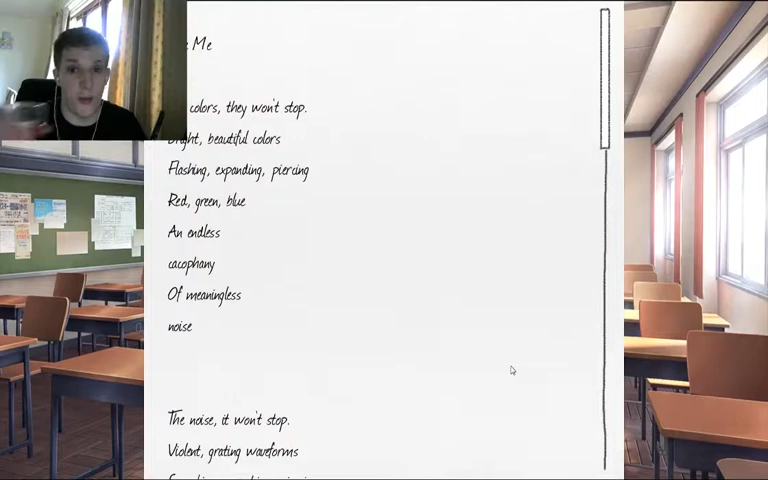 Me
colors, they won't stop.
Bright, beautiful colors
Flashing, expanding, piercing
Red, green, blue
An endless
cacophany
Of meaningless
noise
The noise, it won't stop.
Violent, grating waveforms